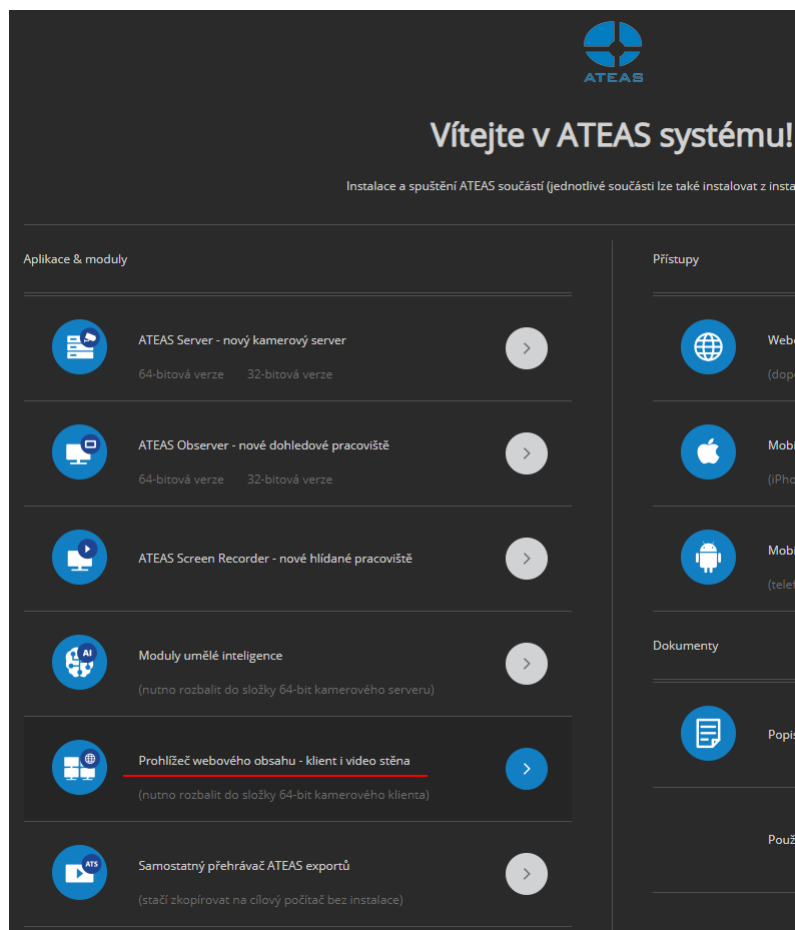 ATEAS
Vítejte v ATEAS systému!
Instalace a spuštění ATEAS součástí (jednotlivé součásti lze také instalovat z
Aplikace & moduly
ATEAS Server - nový kamerový server
64-bitová verze 32-bitová verze
ATEAS Observer - nové dohledové pracoviště
64-bitová verze 32-bitová verze
ATEAS Screen Recorder - nové hlídané pracoviště
AI
Moduly umělé inteligence
(nutno rozbalit do složky 64-bit kamerového serveru)
Prohlížeč webového obsahu - klient i video stěna
(nutno rozbalit do složky 64-bit kamerového klienta)
ATS
Samostatný přehrávač ATEAS exportů
(stačí zkopírovat na cílový počítač bez instalace)
Přístupy
Dokumenty